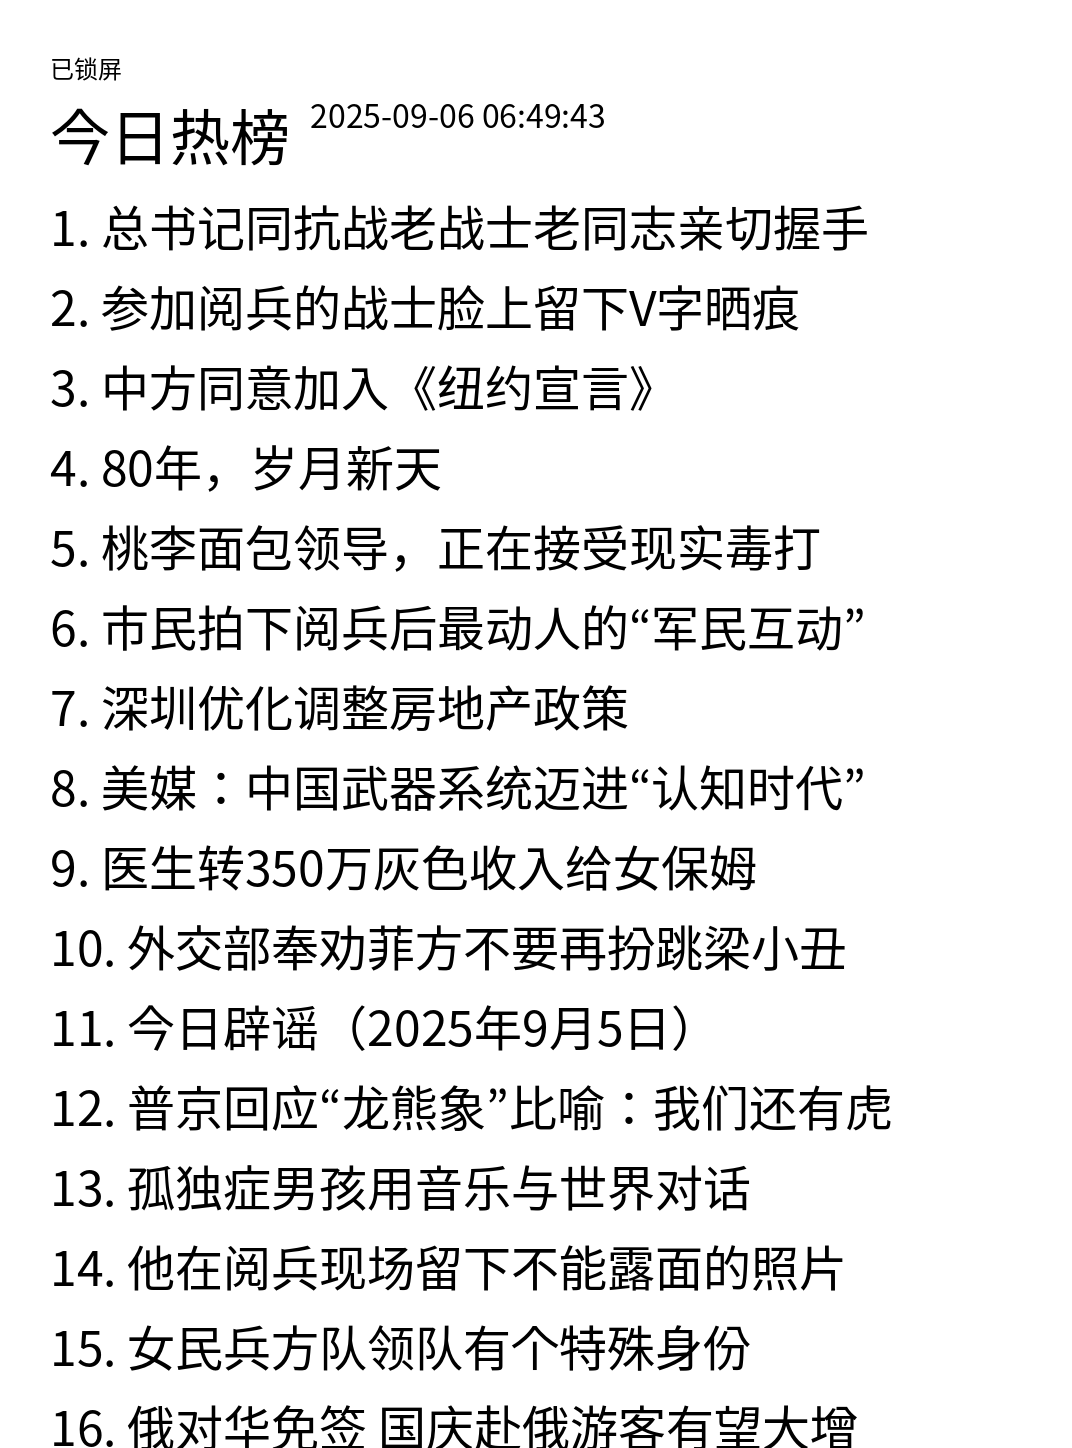 已锁屏
今日热榜 2025-09-06 06:49:43
1. 总书记同抗战老战士老同志亲切握手
2. 参加阅兵的战士脸上留下V字晒痕
3. 中方同意加入《纽约宣言》
4. 80年，岁月新天
5. 桃李面包领导，正在接受现实毒打
6. 市民拍下阅兵后最动人的“军民互动”
7. 深圳优化调整房地产政策
8. 美媒：中国武器系统迈进“认知时代”
9. 医生转350万灰色收入给女保姆
10. 外交部奉劝菲方不要再扮跳梁小丑
11. 今日辟谣（2025年9月5日）
12. 普京回应“龙熊象”比喻：我们还有虎
13. 孤独症男孩用音乐与世界对话
14. 他在阅兵现场留下不能露面的照片
15. 女民兵方队领队有个特殊身份
16. 俄对华免签 国庆赴俄游客有望大增